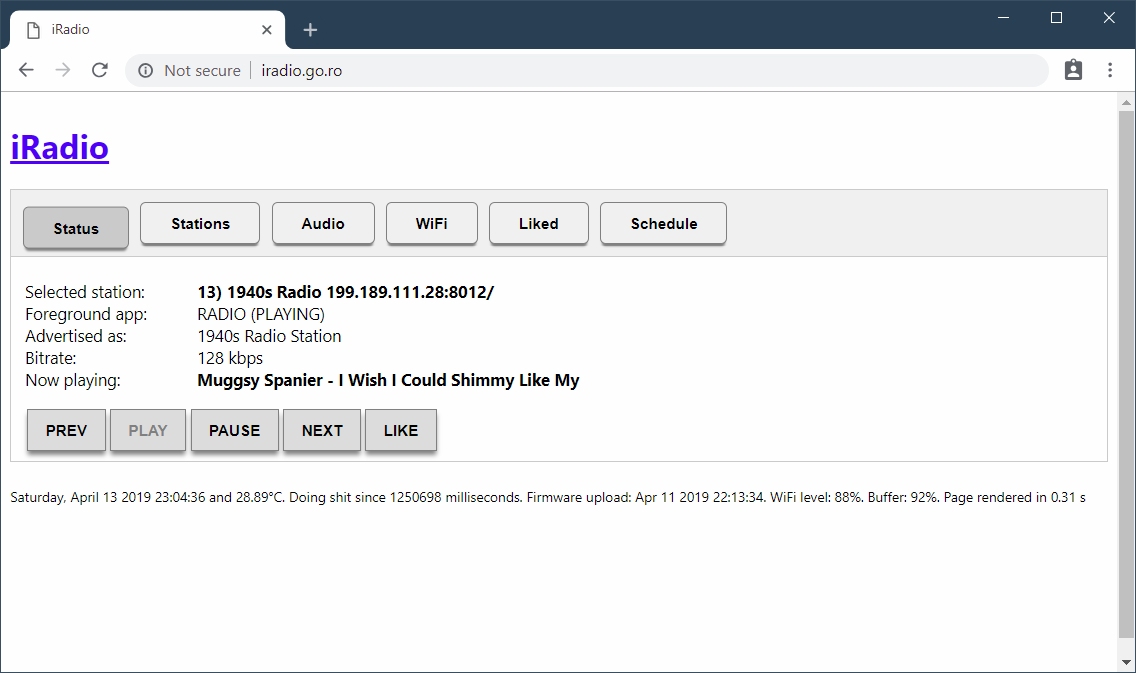 iRadio
Not secure iradio.go.ro
iRadio
Status Stations Audio WiFi Liked Schedule
Selected station: 13) 1940s Radio 199.189.111.28:8012/
Foreground app: RADIO (PLAYING)
Advertised as: 1940s Radio Station
Bitrate: 128 kbps
Now playing: Muggsy Spanier - I Wish I Could Shimmy Like My
PREV PLAY PAUSE NEXT LIKE
Saturday, April 13 2019 23:04:36 and 28.89°C. Doing shit since 1250698 milliseconds. Firmware upload: Apr 11 2019 22:13:34. WiFi level: 88%. Buffer: 92%. Page rendered in 0.31 s